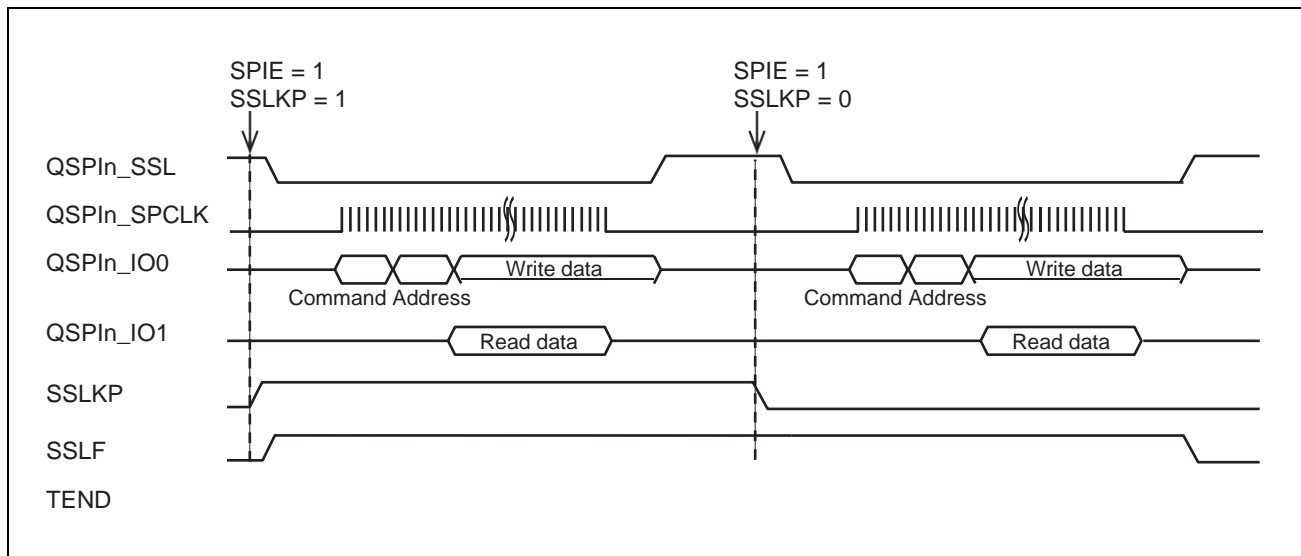 SPIE = 1 SPIE = 1
SSLKP = 1 SSLKP = 0
QSPIn_SSL
QSPIn_SPCLK
QSPIn_IO0 Write data Write data
Command Address Command Address
QSPIn_IO1 Read data Read data
SSLKP
SSLF
TEND